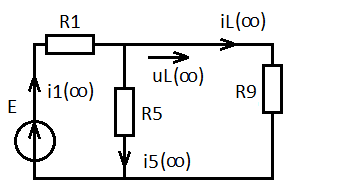 R1
iL(∞)
uL(∞)
i1(∞)
R9
E
R5
i5(∞)